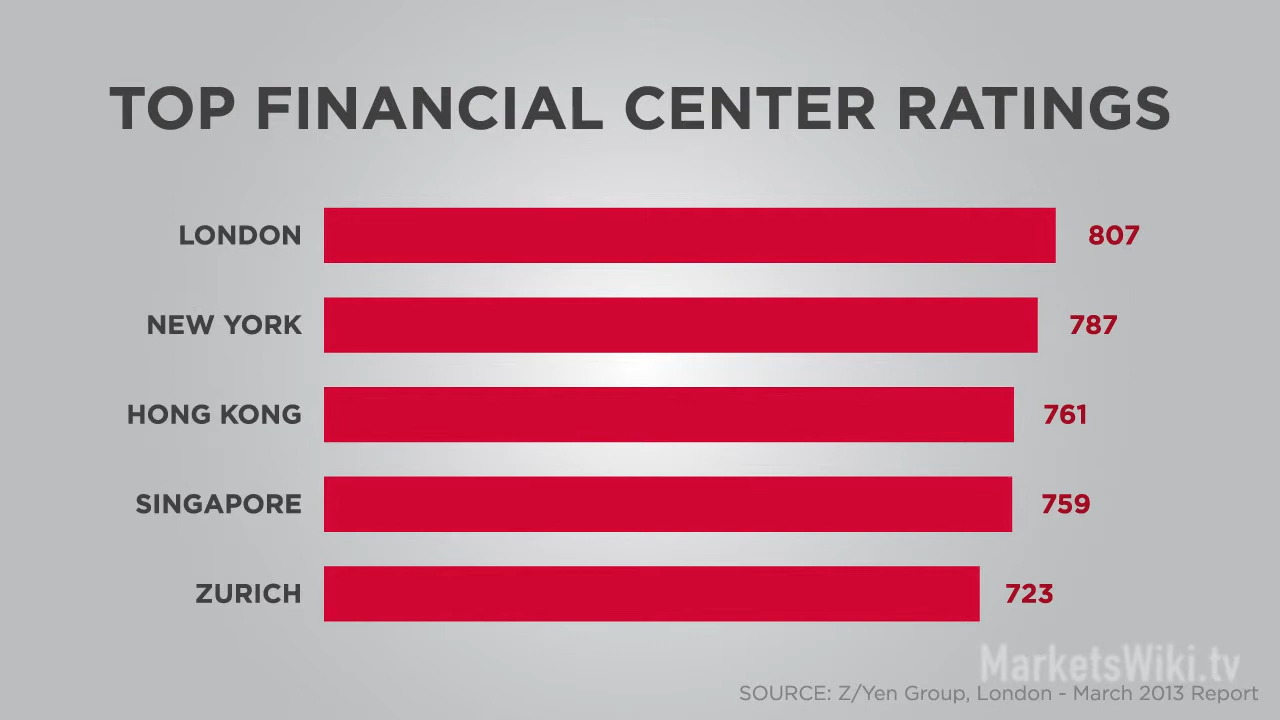 TOP FINANCIAL CENTER RATINGS
LONDON 807
NEW YORK 787
HONG KONG 761
SINGAPORE 759
ZURICH 723
MarketsWiki.tv
SOURCE: Z/Yen Group, London - March 2013 Report